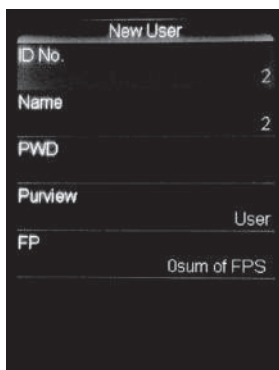 New User
ID No.
2
Name
2
PWD
Purview
User
FP
0sum of FPS